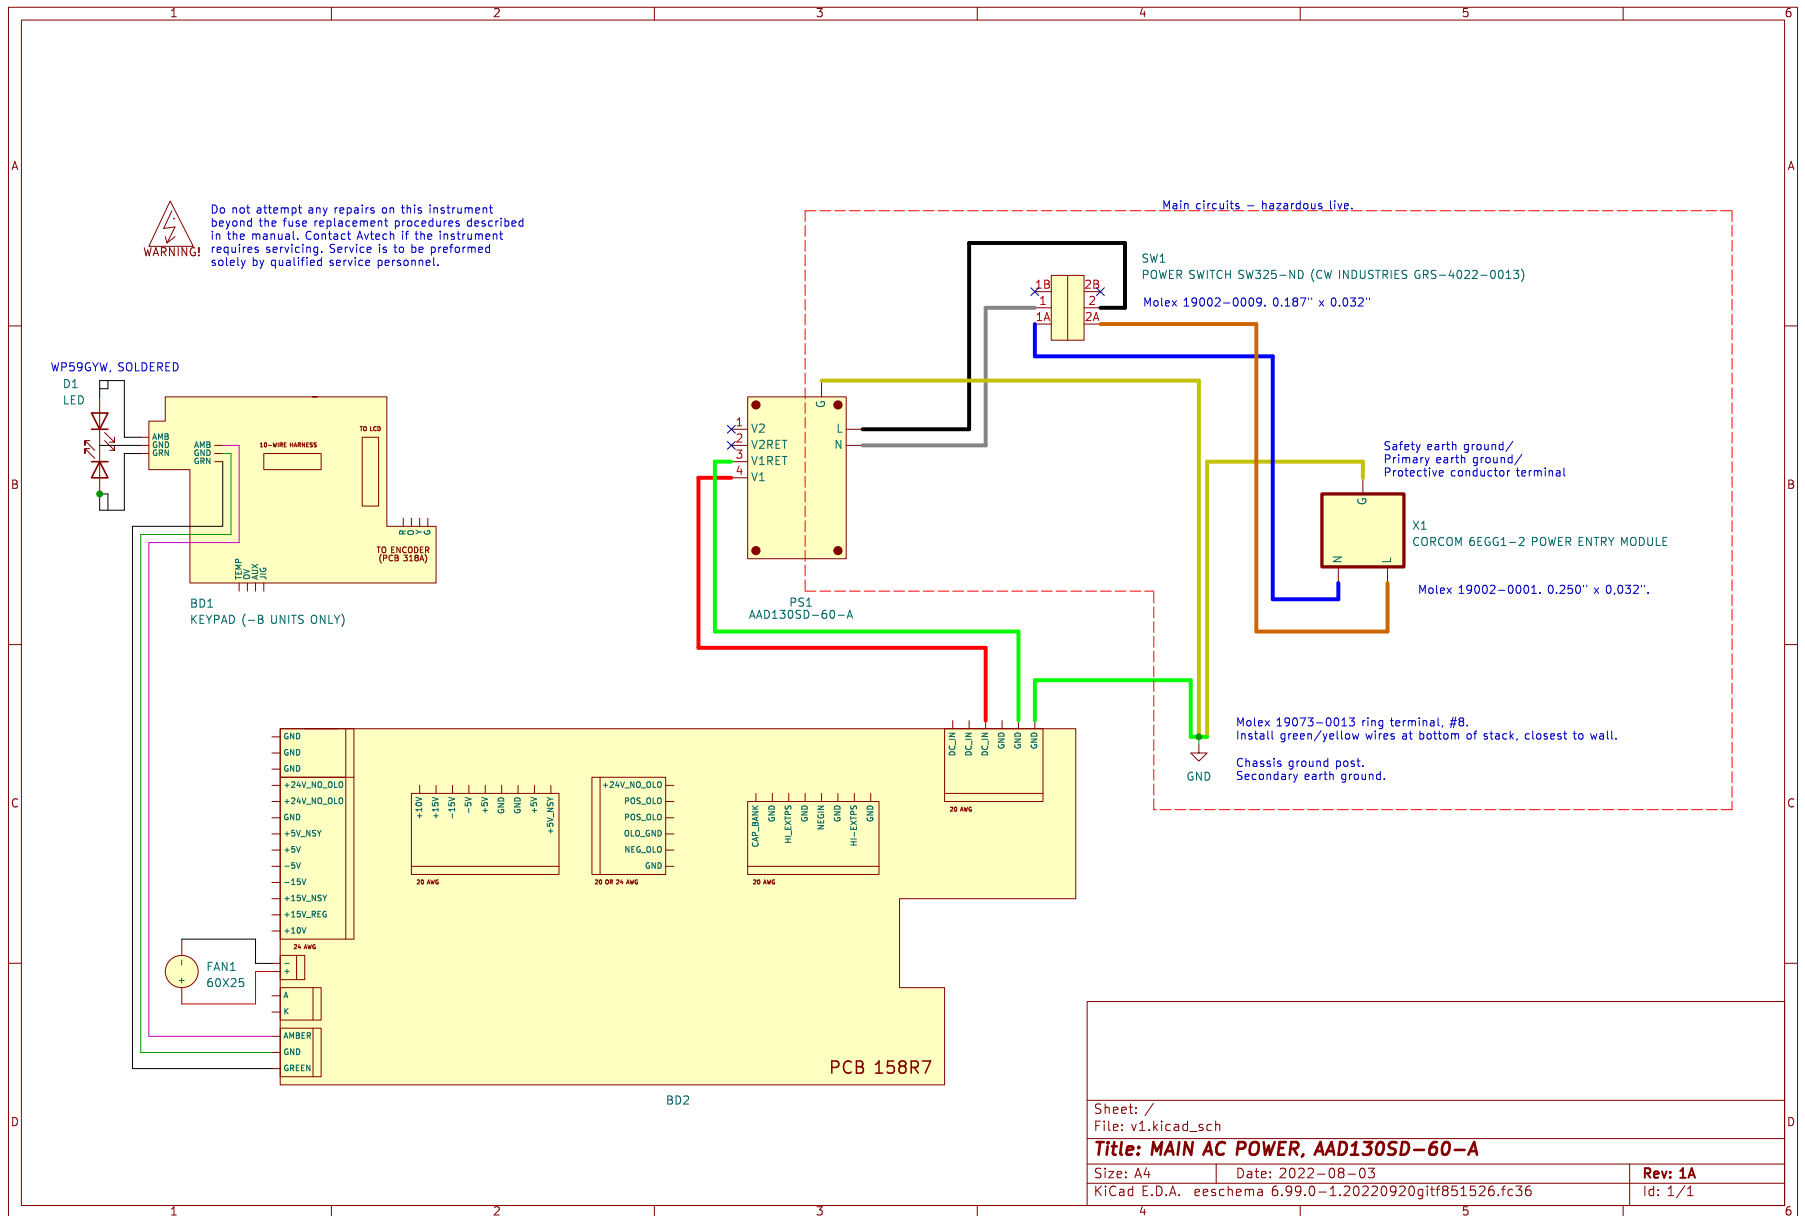 1 2 3 4 5 6
A A
B B
C C
D D
1 2 3 4 5 6
WARNING!
Do not attempt any repairs on this instrument
beyond the fuse replacement procedures described
in the manual. Contact Avtech if the instrument
requires servicing. Service is to be preformed
solely by qualified service personnel.
Main circuits – hazardous live.
SW1
POWER SWITCH SW325-ND (CW INDUSTRIES GRS-4022-0013)
Molex 19002-0009. 0.187" x 0.032"
1B 2B
1 2
1A 2A
WP59GYW, SOLDERED
D1
LED
AMB
GND
GRN
AMB
GND
GRN
10-WIRE HARNESS
TO LCD
R
O
Y
G
TO ENCODER
(PCB 318A)
TEMP
0V
AUX
JIG
BD1
KEYPAD (-B UNITS ONLY)
G
1 V2
2 V2RET
3 V1RET
4 V1
L
N
PS1
AAD130SD-60-A
Safety earth ground/
Primary earth ground/
Protective conductor terminal
G
N
L
X1
CORCOM 6EGG1-2 POWER ENTRY MODULE
Molex 19002-0001. 0.250" x 0,032".
Molex 19073-0013 ring terminal, #8.
Install green/yellow wires at bottom of stack, closest to wall.
Chassis ground post.
Secondary earth ground.
GND
DC_IN
DC_IN
DC_IN
GND
GND
GND
20 AWG
GND
GND
GND
+24V_NO_OLO
+24V_NO_OLO
GND
+5V_NSY
+5V
-5V
-15V
+15V_NSY
+15V_REG
+10V
24 AWG
+10V
+15V
-15V
-5V
+5V
GND
GND
+5V
+5V_NSY
20 AWG
+24V_NO_OLO
POS_OLO
POS_OLO
OLO_GND
NEG_OLO
GND
20 OR 24 AWG
CAP_BANK
GND
HI_EXTPS
GND
NEGIN
GND
HI-EXTPS
GND
20 AWG
-
+
FAN1
60X25
-
+
A
K
AMBER
GND
GREEN
PCB 158R7
BD2
Sheet: /
File: v1.kicad_sch
Title: MAIN AC POWER, AAD130SD-60-A
Size: A4 Date: 2022-08-03 Rev: 1A
KiCad E.D.A. eeschema 6.99.0-1.20220920gitf851526.fc36 Id: 1/1